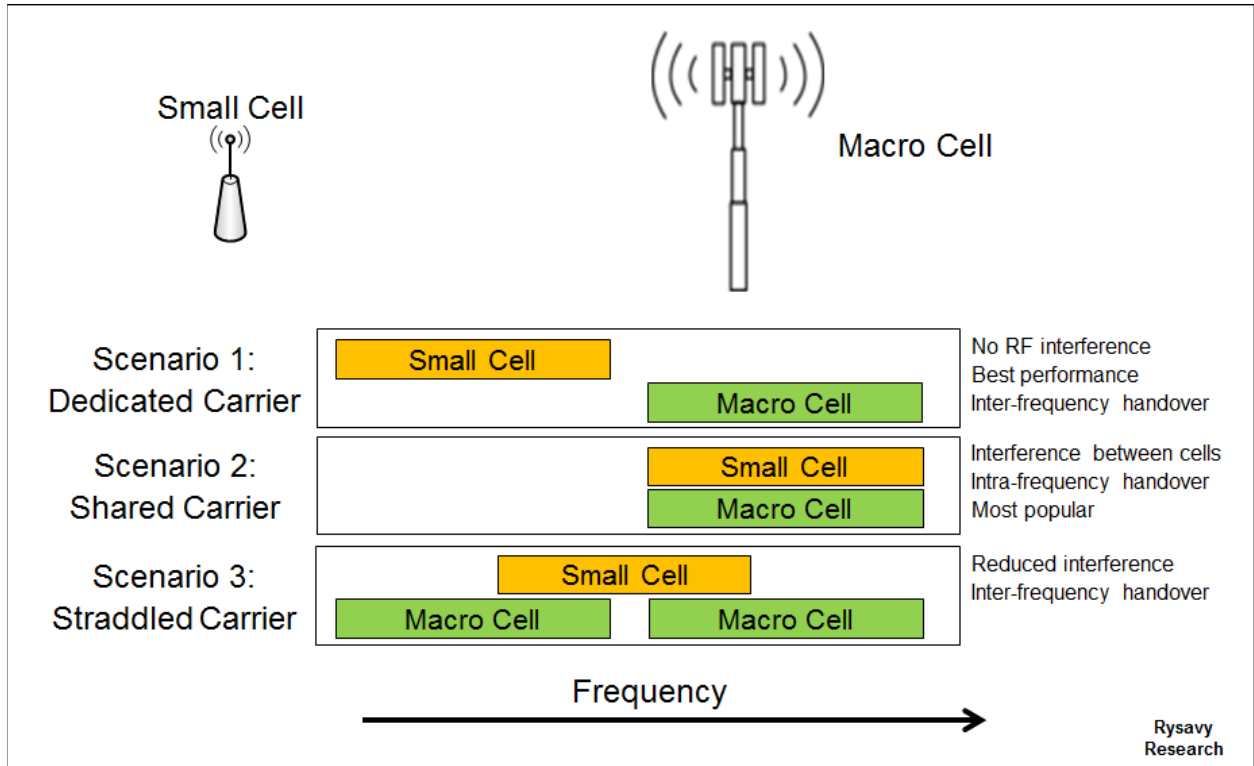 Small Cell
Macro Cell
Scenario 1:
Dedicated Carrier
Small Cell
Macro Cell
No RF interference
Best performance
Inter-frequency handover
Scenario 2:
Shared Carrier
Small Cell
Macro Cell
Interference between cells
Intra-frequency handover
Most popular
Scenario 3:
Straddled Carrier
Small Cell
Macro Cell
Macro Cell
Reduced interference
Inter-frequency handover
Frequency
Rysavy
Research